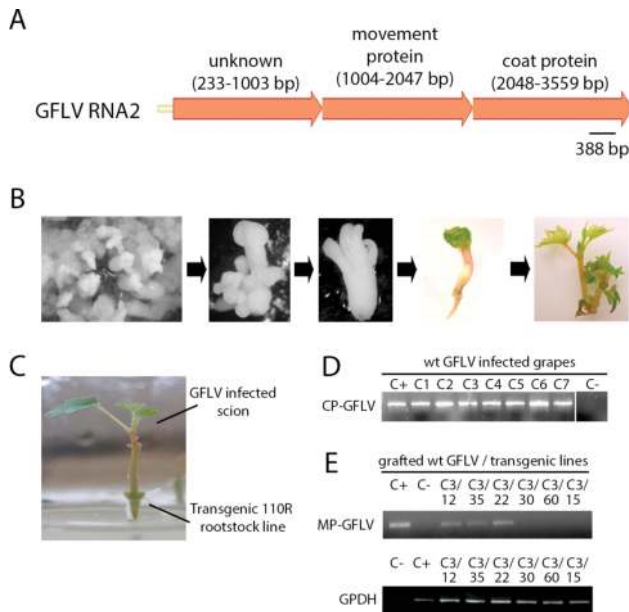 A
unknown
(233-1003 bp)
movement
protein
(1004-2047 bp)
coat protein
(2048-3559 bp)
GFLV RNA2
388 bp
B
C
GFLV infected
scion
Transgenic 110R
rootstock line
D
wt GFLV infected grapes
C+ C1 C2 C3 C4 C5 C6 C7 C-
CP-GFLV
E
grafted wt GFLV / transgenic lines
C+ C- C3/ C3/ C3/ C3/ C3/ C3/
12 35 22 30 60 15
MP-GFLV
C- C+ C3/ C3/ C3/ C3/ C3/ C3/
12 35 22 30 60 15
GPDH